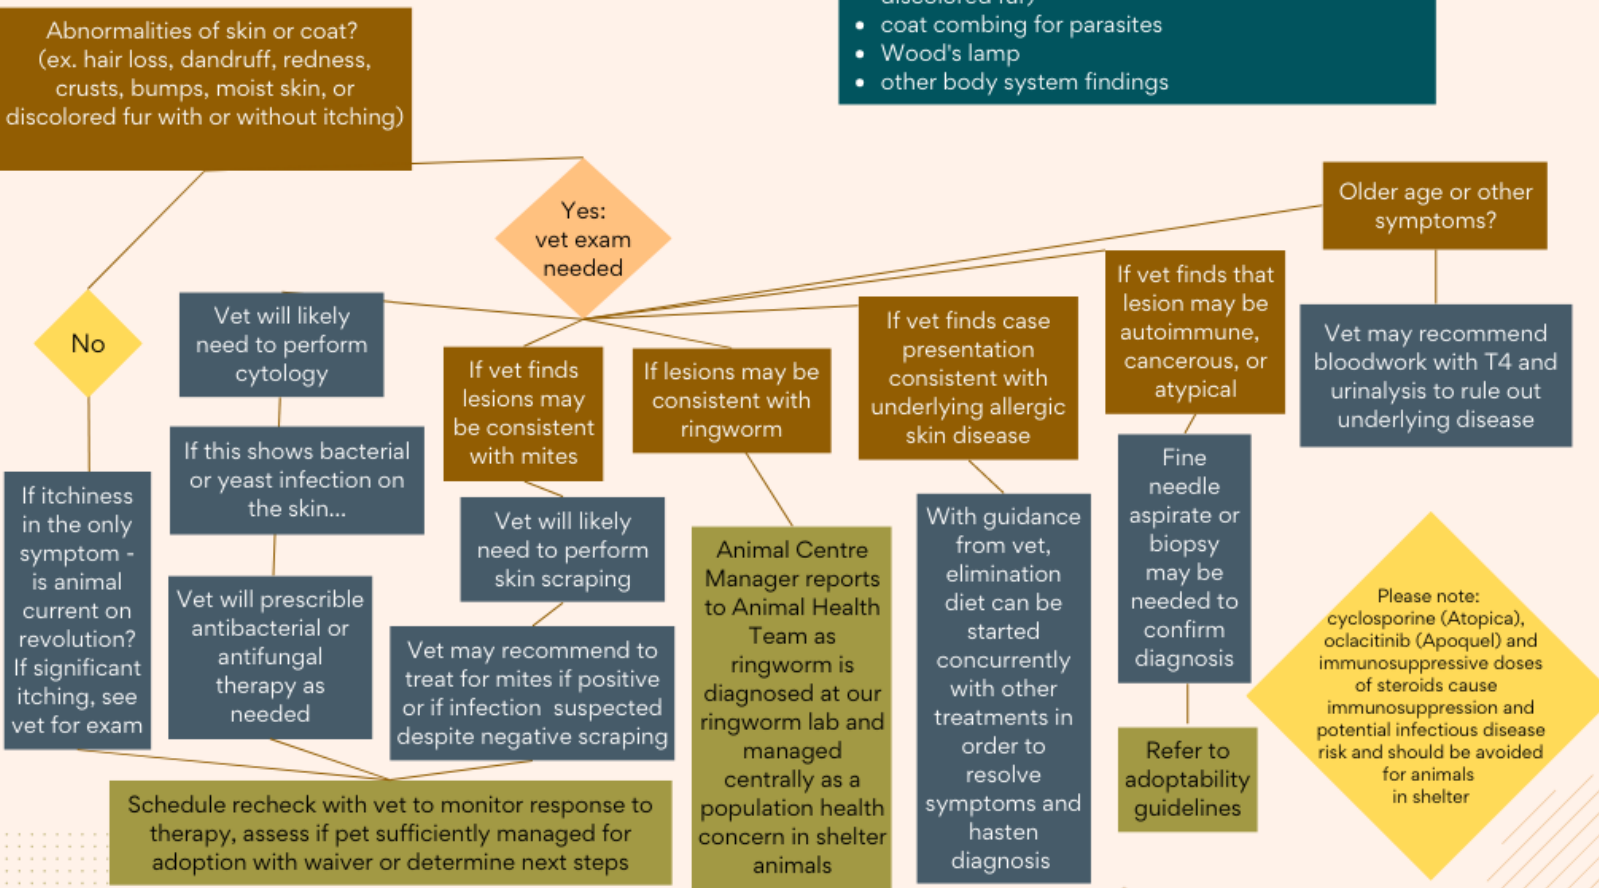 discolored fur)
• coat combing for parasites
• Wood's lamp
• other body system findings
Abnormalities of skin or coat?
(ex. hair loss, dandruff, redness,
crusts, bumps, moist skin, or
discolored fur with or without itching)
Yes:
vet exam
needed
No
If itchiness
in the only
symptom -
is animal
current on
revolution?
If significant
itching, see
vet for exam
Vet will likely
need to perform
cytology
If this shows bacterial
or yeast infection on
the skin...
Vet will prescrible
antibacterial or
antifungal
therapy as
needed
If vet finds
lesions may
be consistent
with mites
Vet will likely
need to perform
skin scraping
Vet may recommend to
treat for mites if positive
or if infection suspected
despite negative scraping
Schedule recheck with vet to monitor response to
therapy, assess if pet sufficiently managed for
adoption with waiver or determine next steps
If lesions may be
consistent with
ringworm
Animal Centre
Manager reports
to Animal Health
Team as
ringworm is
diagnosed at our
ringworm lab and
managed
centrally as a
population health
concern in shelter
animals
If vet finds case
presentation
consistent with
underlying allergic
skin disease
With guidance
from vet,
elimination
diet can be
started
concurrently
with other
treatments in
order to
resolve
symptoms and
hasten
diagnosis
If vet finds that
lesion may be
autoimmune,
cancerous, or
atypical
Fine
needle
aspirate or
biopsy
may be
needed to
confirm
diagnosis
Refer to
adoptability
guidelines
Older age or other
symptoms?
Vet may recommend
bloodwork with T4 and
urinalysis to rule out
underlying disease
Please note:
cyclosporine (Atopica),
oclacitinib (Apoquel) and
immunosuppressive doses
of steroids cause
immunosuppression and
potential infectious disease
risk and should be avoided
for animals
in shelter